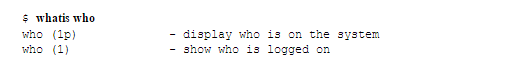 $ whatis who
who (1p) - display who is on the system
who (1) - show who is logged on